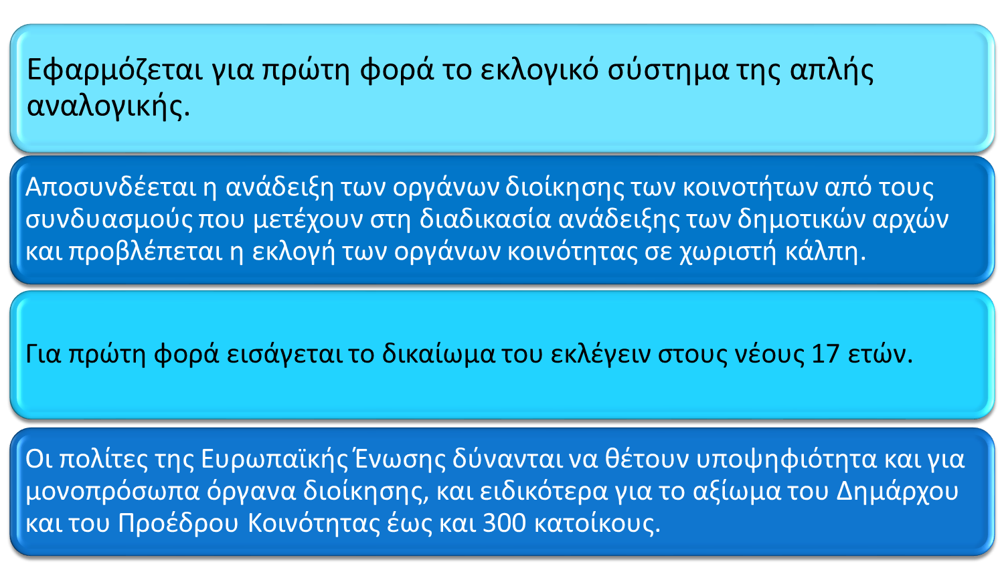 Εφαρμόζεται για πρώτη φορά το εκλογικό σύστημα της απλής
αναλογικής.
Αποσυνδέεται η ανάδειξη των οργάνων διοίκησης των κοινοτήτων από τους
συνδυασμούς που μετέχουν στη διαδικασία ανάδειξης των δημοτικών αρχών
και προβλέπεται η εκλογή των οργάνων κοινότητας σε χωριστή κάλπη.
Για πρώτη φορά εισάγεται το δικαίωμα του εκλέγειν στους νέους 17 ετών.
Οι πολίτες της Ευρωπαϊκής Ένωσης δύνανται να θέτουν υποψηφιότητα και για
μονοπρόσωπα όργανα διοίκησης, και ειδικότερα για το αξίωμα του Δημάρχου
και του Προέδρου Κοινότητας έως και 300 κατοίκους.